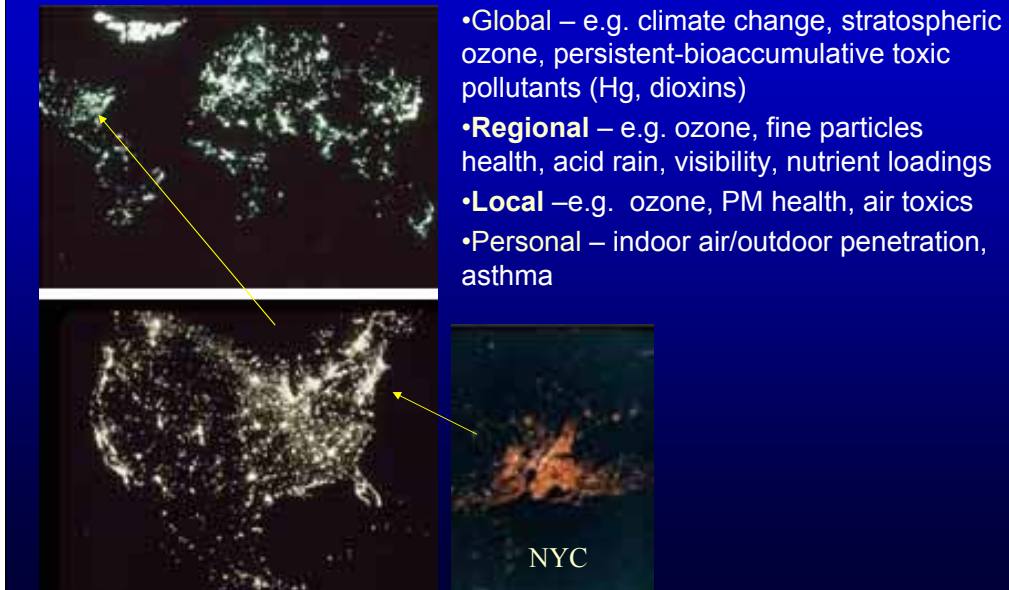 •Global – e.g. climate change, stratospheric
ozone, persistent-bioaccumulative toxic
pollutants (Hg, dioxins)
•Regional – e.g. ozone, fine particles
health, acid rain, visibility, nutrient loadings
•Local –e.g. ozone, PM health, air toxics
•Personal – indoor air/outdoor penetration,
asthma
NYC